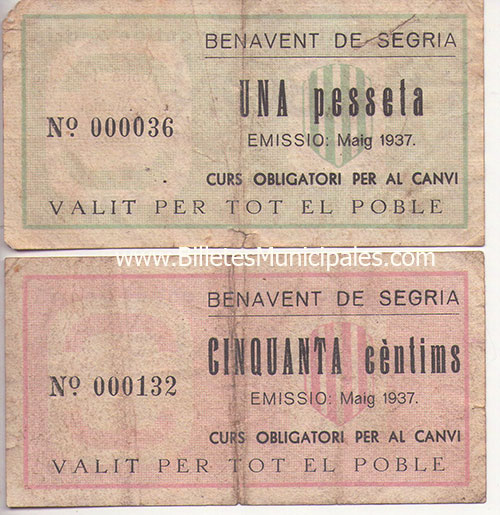 BENAVENT DE SEGRIA
UNA pesseta
Nº 000036
EMISSIO: Maig 1937.
CURS OBLIGATORI PER AL CANVI
VALIT PER TOT EL POBLE
www.BilletesMunicipales.com
BENAVENT DE SEGRIA
CINQUANTA cèntims
Nº 000132
EMISSIO: Maig 1937.
CURS OBLIGATORI PER AL CANVI
VALIT PER TOT EL POBLE